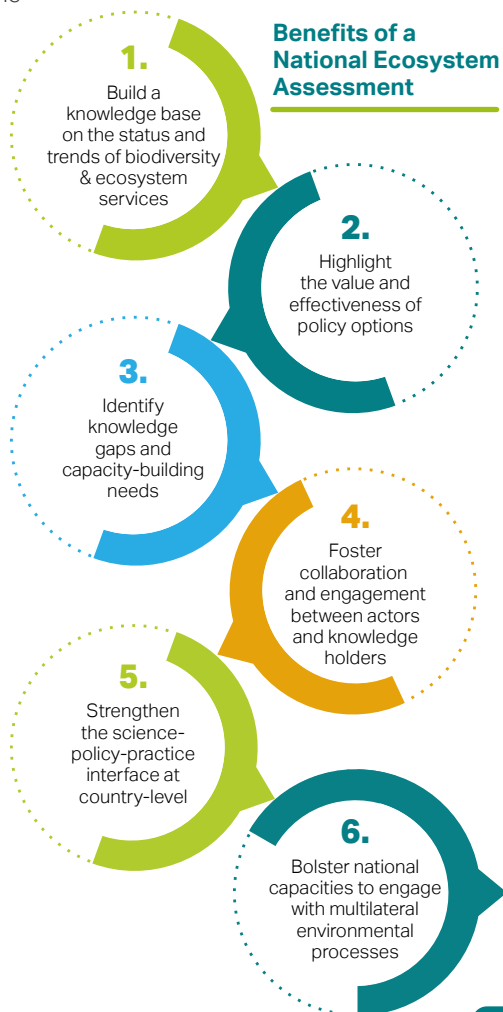 Benefits of a
National Ecosystem
Assessment
1.
Build a
knowledge base
on the status and
trends of biodiversity
& ecosystem
services
2.
Highlight
the value and
effectiveness of
policy options
3.
Identify
knowledge
gaps and
capacity-building
needs
4.
Foster
collaboration
and engagement
between actors
and knowledge
holders
5.
Strengthen
the science-
policy-practice
interface at
country-level
6.
Bolster national
capacities to engage
with multilateral
environmental
processes